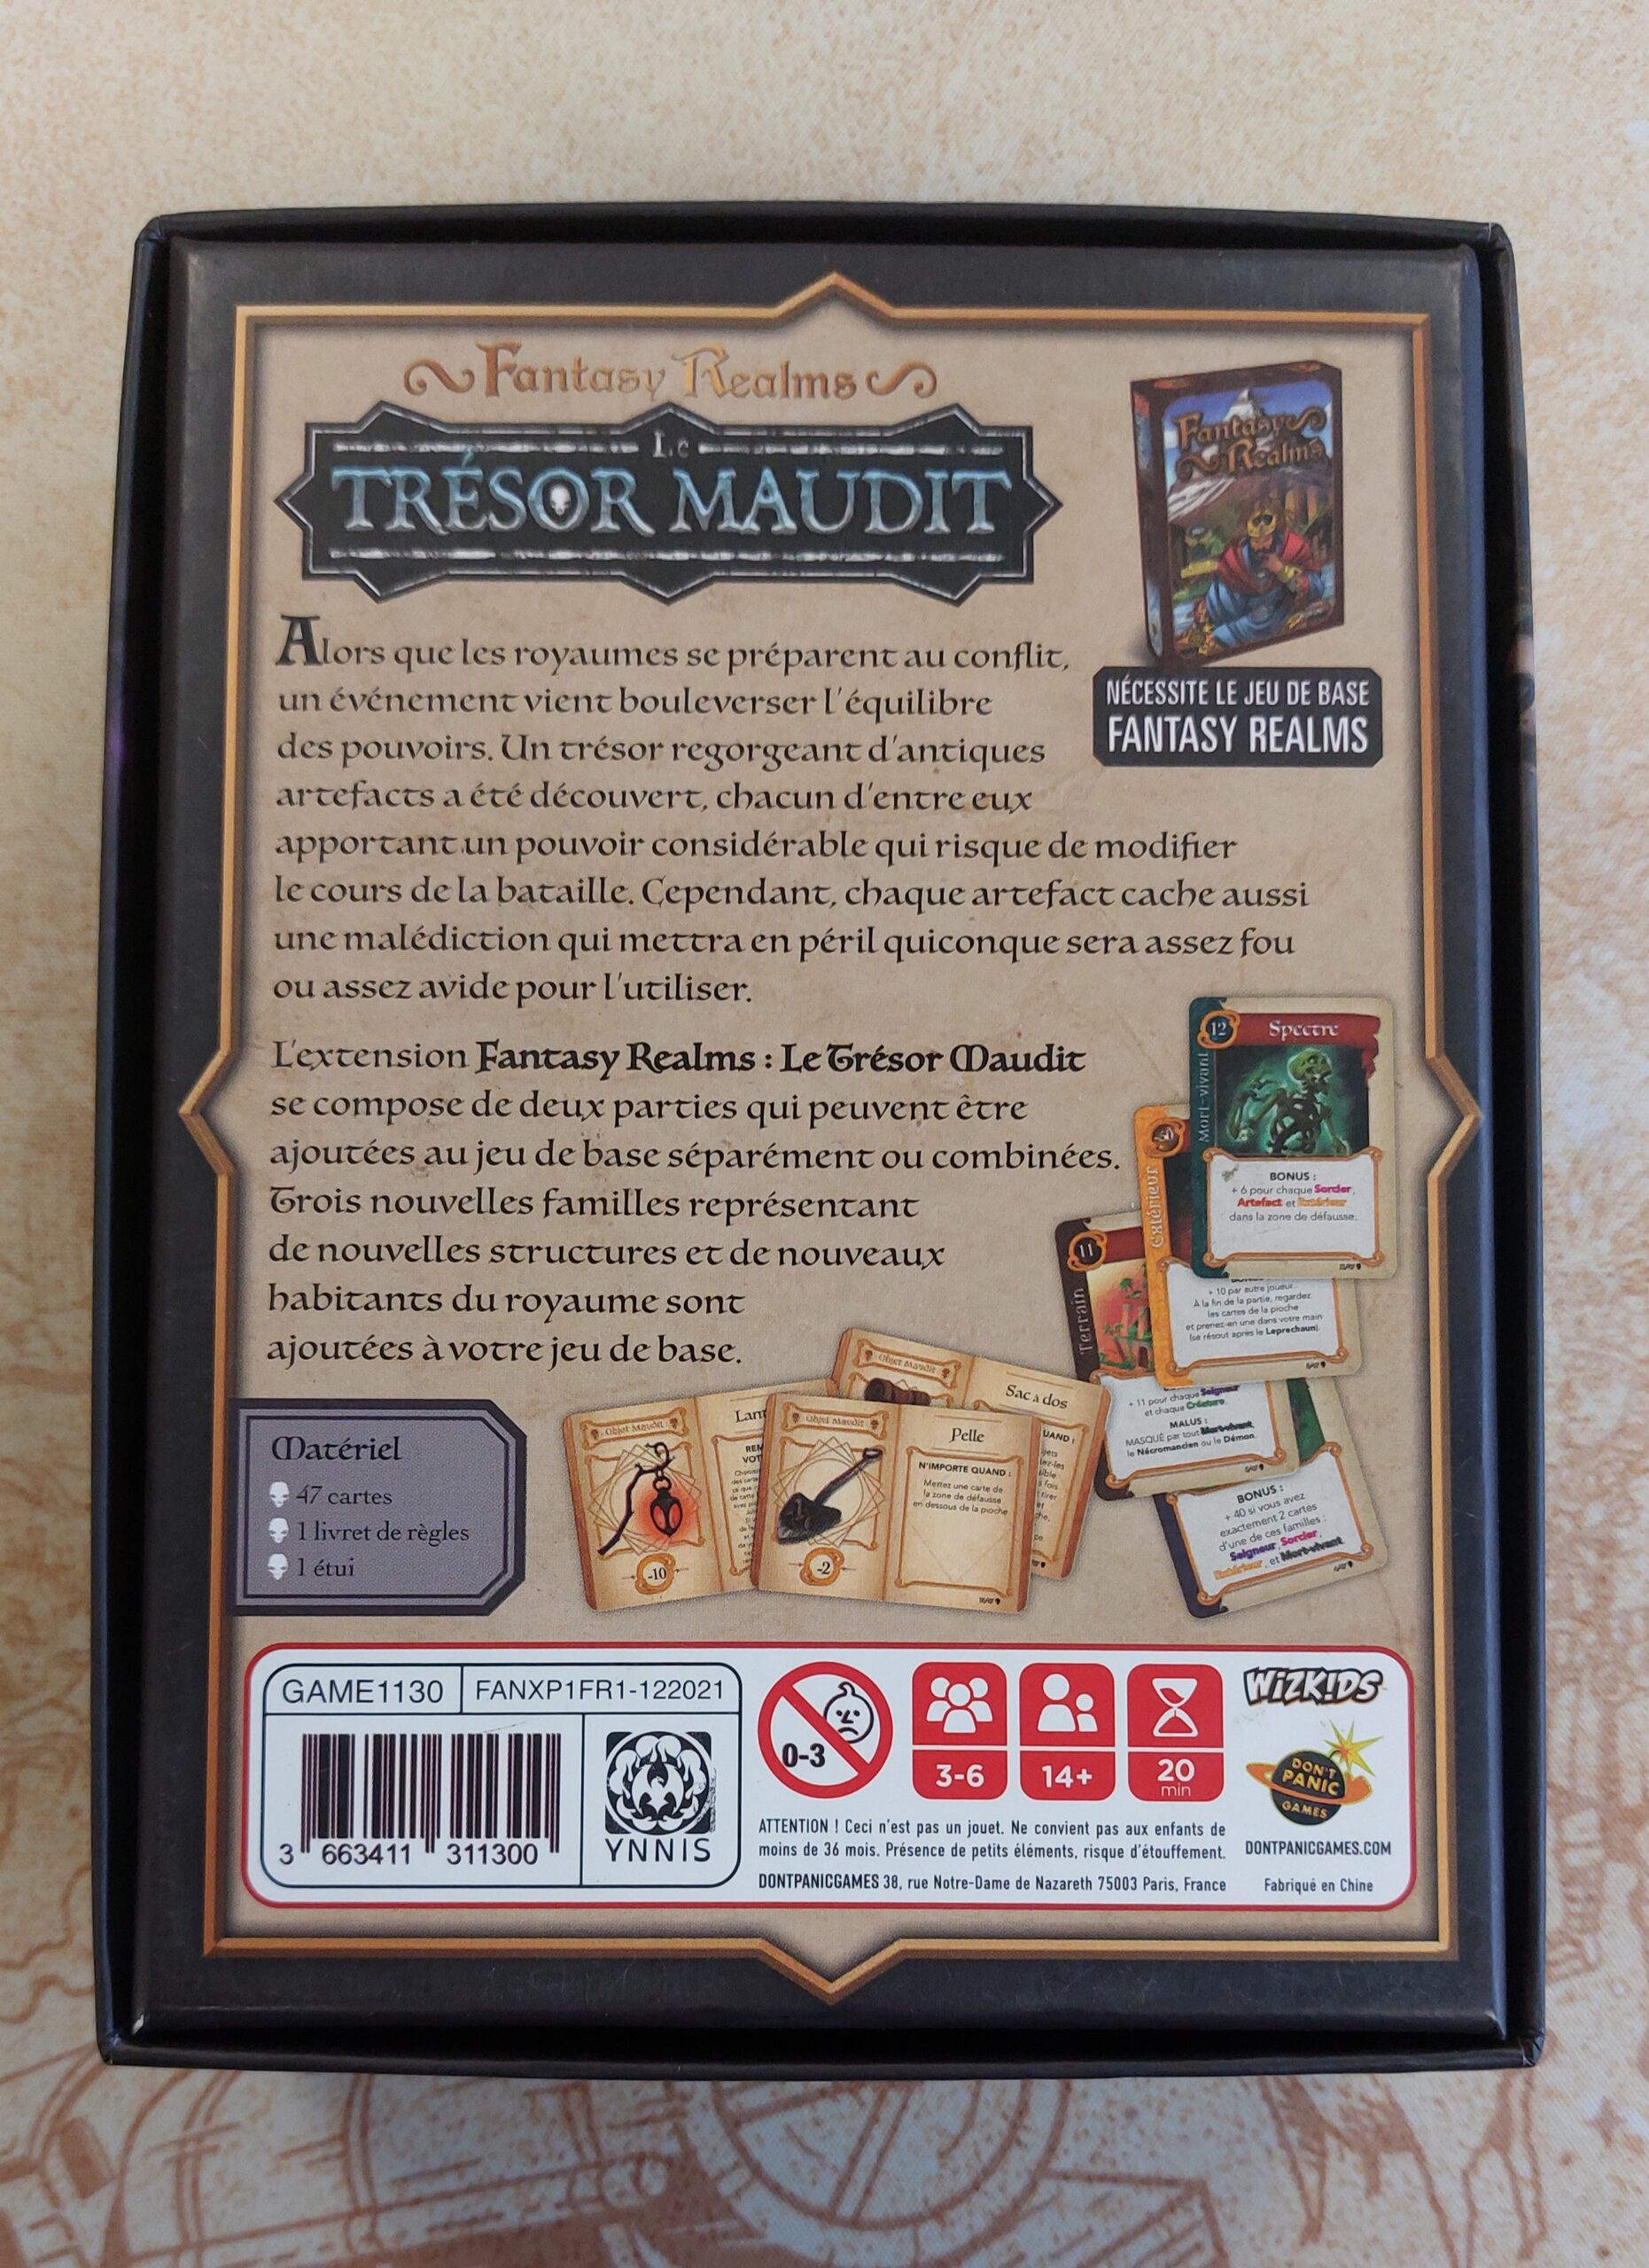 Fantasy Realms
Le
TRÉSOR MAUDIT
Fantasy
Realms
NÉCESSITE LE JEU DE BASE
FANTASY REALMS
Alors que les royaumes se préparent au conflit,
un événement vient bouleverser l'équilibre
des pouvoirs. Un trésor regorgeant d'antiques
artefacts a été découvert, chacun d'entre eux
apportant un pouvoir considérable qui risque de modifier
le cours de la bataille. Cependant, chaque artefact cache aussi
une malédiction qui mettra en péril quiconque sera assez fou
ou assez avide pour l'utiliser.
L'extension Fantasy Realms : Le Trésor Maudit
se compose de deux parties qui peuvent être
ajoutées au jeu de base séparément ou combinées.
Trois nouvelles familles représentant
de nouvelles structures et de nouveaux
habitants du royaume sont
ajoutées à votre jeu de base.
12
Spectre
Mort-vivant
BONUS :
+ 6 pour chaque Sorcier,
Artefact et Extérieur
dans la zone de défausse.
Extérieur
+ 10 par autre joueur.
À la fin de la partie, regardez
les cartes de la pioche
et prenez-en une dans votre main
(se résout après le Leprechaun).
11
Terrain
+ 11 pour chaque Seigneur
et chaque Créature.
MALUS :
MASQUÉ par tout Mort-vivant,
le Nécromancien ou le Démon.
BONUS :
+ 40 si vous avez
exactement 2 cartes
d'une de ces familles :
Seigneur, Sorcier,
Extérieur, et Mort-vivant.
Objet Maudit
Sac à dos
Objet Maudit
-10
Objet Maudit
Pelle
N'IMPORTE QUAND :
Mettez une carte de
la zone de défausse
en dessous de la pioche
-2
Matériel
47 cartes
1 livret de règles
1 étui
GAME1130
FANXP1FR1-122021
3 663411 311300
YNNIS
0-3
3-6
14+
20
min
WIZKIDS
DON'T
PANIC
GAMES
ATTENTION ! Ceci n'est pas un jouet. Ne convient pas aux enfants de
moins de 36 mois. Présence de petits éléments, risque d'étouffement.
DONTPANICGAMES 38, rue Notre-Dame de Nazareth 75003 Paris, France
DONTPANICGAMES.COM
Fabriqué en Chine